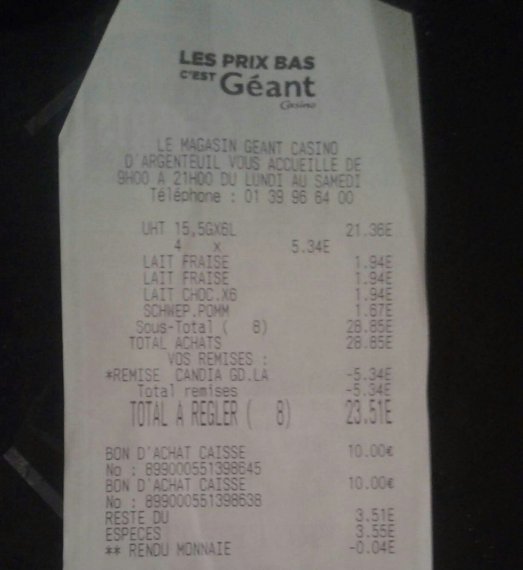 LES PRIX BAS
C'EST Géant
Casino
LE MAGASIN GEANT CASINO
D'ARGENTEUIL VOUS ACCUEILLE DE
9H00 A 21H00 DU LUNDI AU SAMEDI
Téléphone : 01 39 96 64 00
UHT 15,5GX6L 21.36E
4 x 5.34E
LAIT FRAISE 1.94E
LAIT FRAISE 1.94E
LAIT CHOC.X6 1.94E
SCHWEP.POMM 1.67E
Sous-Total ( 8) 28.85E
TOTAL ACHATS 28.85E
VOS REMISES :
*REMISE CANDIA GD.LA -5.34E
Total remises -5.34E
TOTAL A REGLER ( 8) 23.51E
BON D'ACHAT CAISSE 10.00€
No : 899000551398645
BON D'ACHAT CAISSE 10.00€
No : 899000551398638
RESTE DU 3.51E
ESPECES 3.55E
** RENDU MONNAIE -0.04E